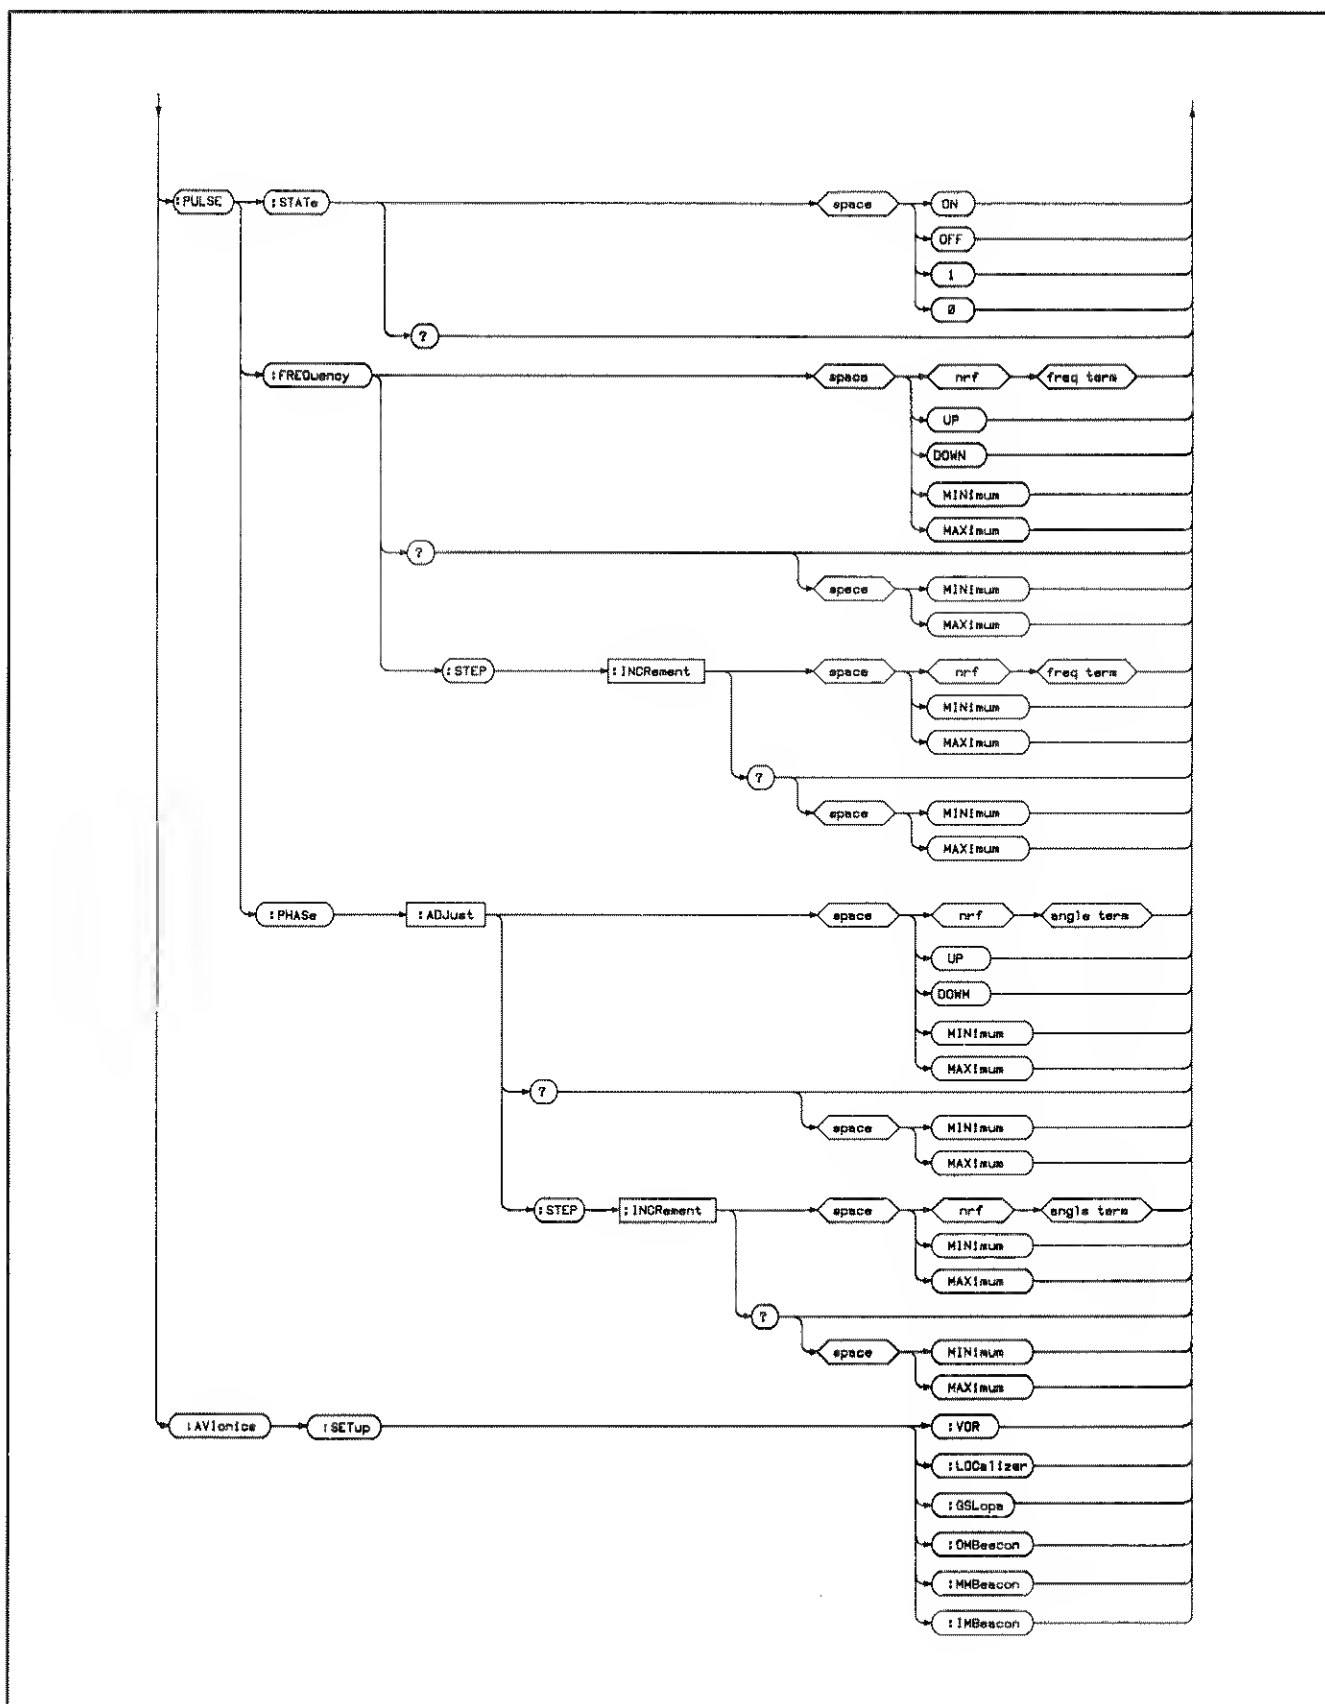 :PULSE :STATe space ON
OFF
1
0
?
:FREQuency space nrf freq term
UP
DOWN
MINImum
MAXImum
?
space MINImum
MAXImum
:STEP :INCRement space nrf freq term
MINImum
MAXImum
?
space MINImum
MAXImum
:PHASe :ADJust space nrf angle term
UP
DOWN
MINImum
MAXImum
?
space MINImum
MAXImum
:STEP :INCRement space nrf angle term
MINImum
MAXImum
?
space MINImum
MAXImum
:AVIonics :SETup :VOR
:LOCalizer
:GSLope
:OMBeacon
:MMBeacon
:IMBeacon